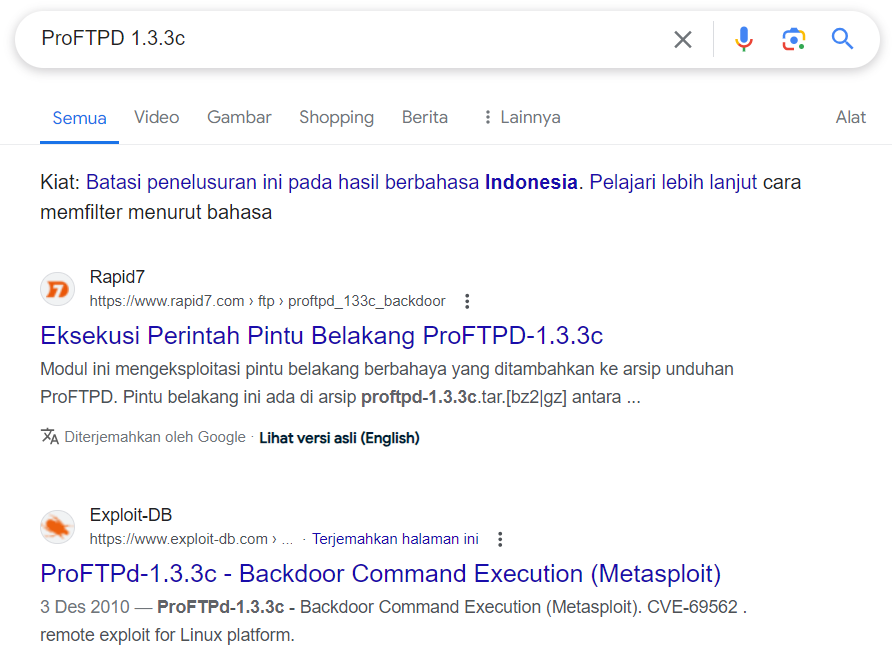 ProFTPD 1.3.3c
Semua Video Gambar Shopping Berita Lainnya Alat
Kiat: Batasi penelusuran ini pada hasil berbahasa Indonesia. Pelajari lebih lanjut cara
memfilter menurut bahasa
Rapid7
https://www.rapid7.com › ftp › proftpd_133c_backdoor
Eksekusi Perintah Pintu Belakang ProFTPD-1.3.3c
Modul ini mengeksploitasi pintu belakang berbahaya yang ditambahkan ke arsip unduhan
ProFTPD. Pintu belakang ini ada di arsip proftpd-1.3.3c.tar.[bz2|gz] antara ...
Diterjemahkan oleh Google · Lihat versi asli (English)
Exploit-DB
https://www.exploit-db.com › ... · Terjemahkan halaman ini
ProFTPd-1.3.3c - Backdoor Command Execution (Metasploit)
3 Des 2010 — ProFTPd-1.3.3c - Backdoor Command Execution (Metasploit). CVE-69562 .
remote exploit for Linux platform.